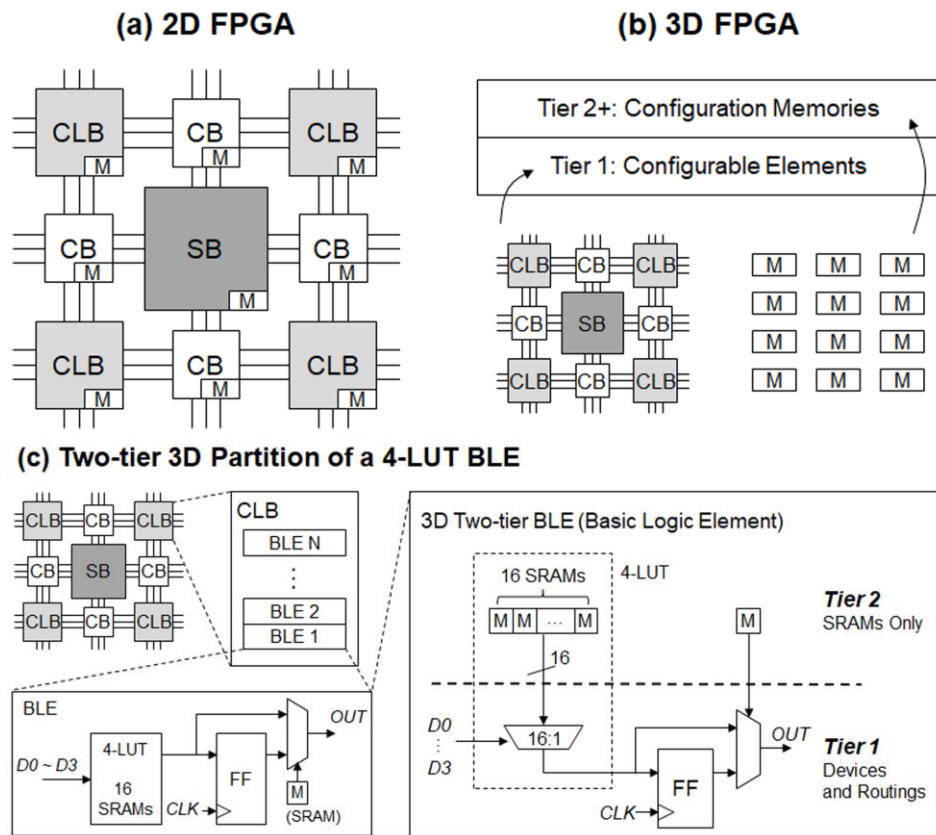 (a) 2D FPGA
CLB
M
CB
M
CLB
M
CB
M
SB
M
CB
M
CLB
M
CB
M
CLB
M
(b) 3D FPGA
Tier 2+: Configuration Memories
Tier 1: Configurable Elements
CLB CB CLB
CB SB CB
CLB CB CLB
M M M
M M M
M M M
M M M
(c) Two-tier 3D Partition of a 4-LUT BLE
CLB CB CLB
CB SB CB
CLB CB CLB
CLB
BLE N
⋮
BLE 2
BLE 1
BLE
D0 ~ D3
4-LUT
16
SRAMs
CLK
FF
M
(SRAM)
OUT
3D Two-tier BLE (Basic Logic Element)
16 SRAMs
4-LUT
M M ... M
16
M
Tier 2
SRAMs Only
D0
⋮
D3
16:1
CLK
FF
OUT
Tier 1
Devices
and Routings